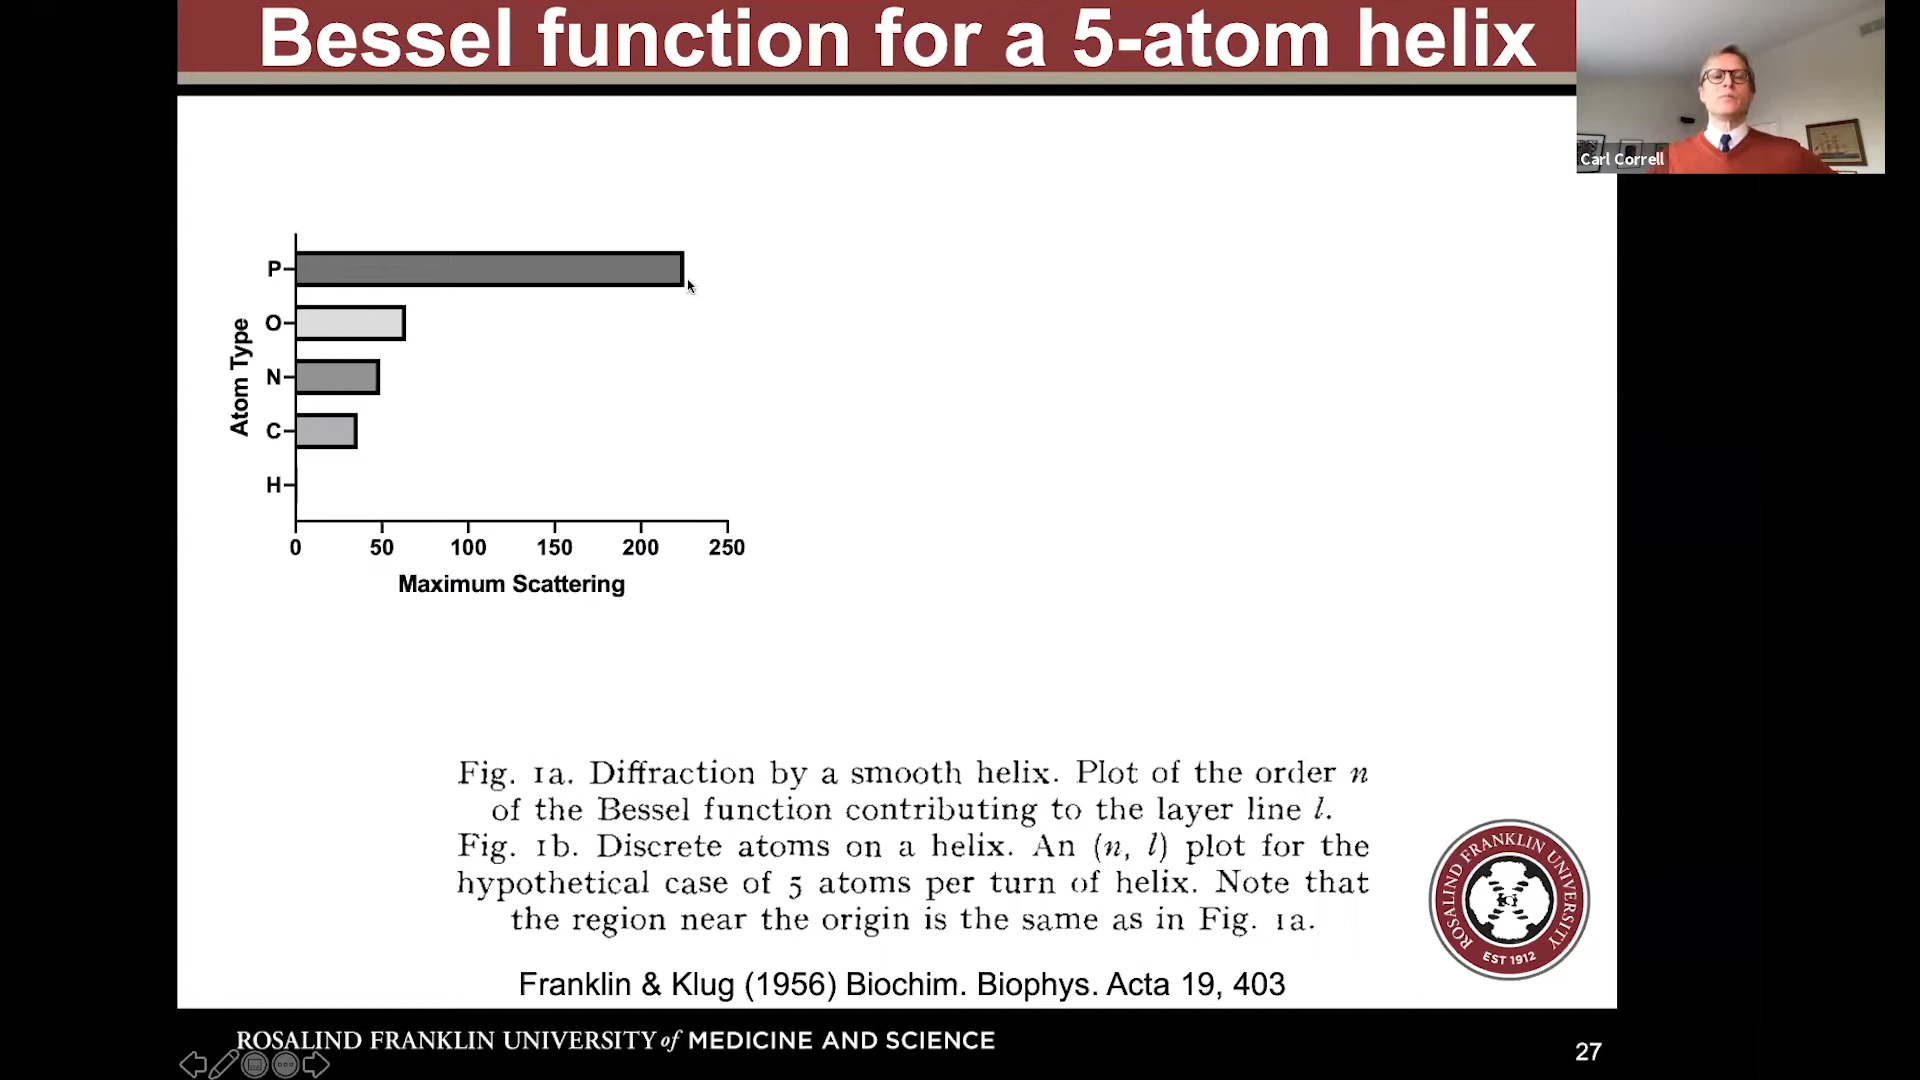 Bessel function for a 5-atom helix
Carl Correll
Atom Type
P
O
N
C
H
0 50 100 150 200 250
Maximum Scattering
Fig. 1a. Diffraction by a smooth helix. Plot of the order n
of the Bessel function contributing to the layer line l.
Fig. 1b. Discrete atoms on a helix. An (n, l) plot for the
hypothetical case of 5 atoms per turn of helix. Note that
the region near the origin is the same as in Fig. 1a.
ROSALIND FRANKLIN UNIVERSITY
EST 1912
Franklin & Klug (1956) Biochim. Biophys. Acta 19, 403
ROSALIND FRANKLIN UNIVERSITY of MEDICINE AND SCIENCE
27